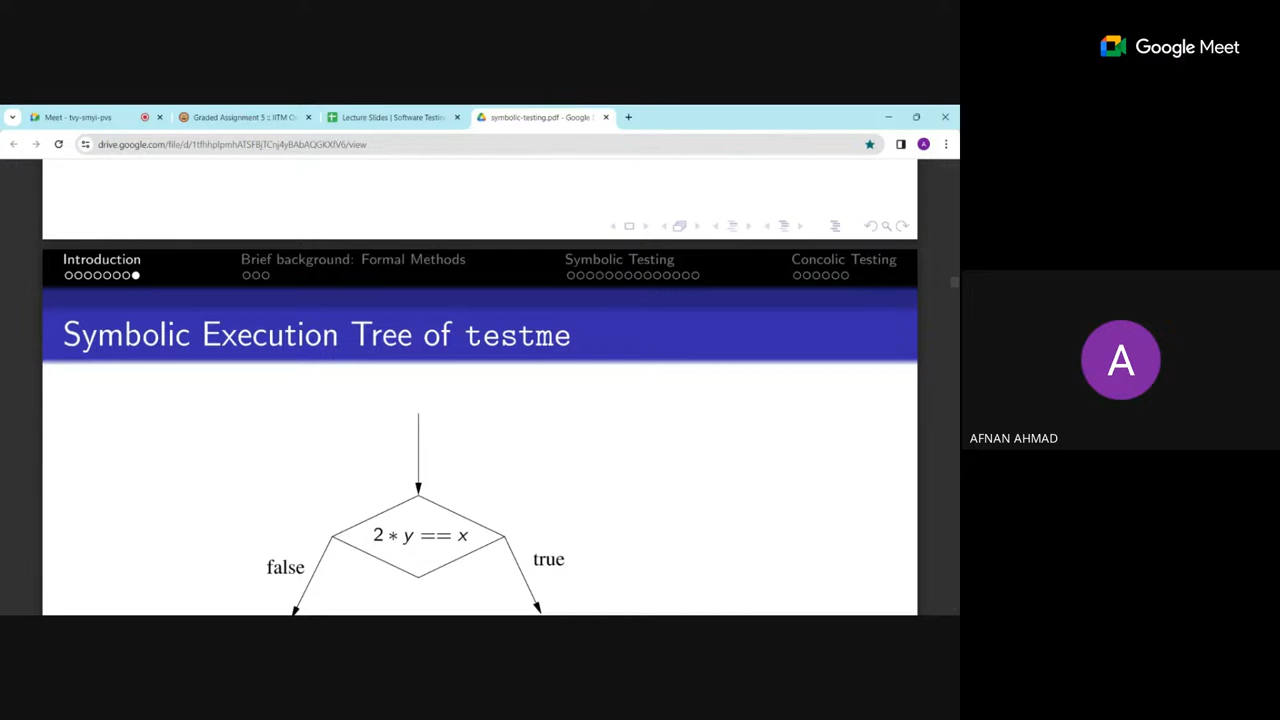 Google Meet
Meet - tvy-smyi-pvs
Graded Assignment 5 :: IITM O
Lecture Slides | Software Testin
symbolic-testing.pdf - Google
Introduction
Brief background: Formal Methods
Symbolic Testing
Concolic Testing
Symbolic Execution Tree of testme
2 * y == x
false
true
A
A
AFNAN AHMAD